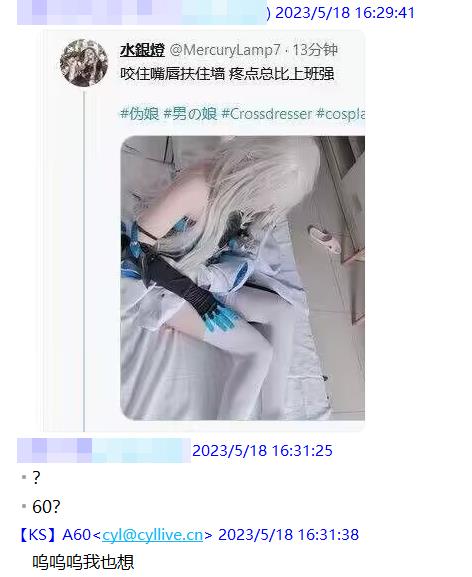 ) 2023/5/18 16:29:41
水銀燈 @MercuryLamp7 · 13分钟
咬住嘴唇扶住墙 疼点总比上班强
#伪娘 #男の娘 #Crossdresser #cospla
2023/5/18 16:31:25
▪ ?
▪ 60?
【KS】A60<cyl@cyllive.cn> 2023/5/18 16:31:38
呜呜呜我也想